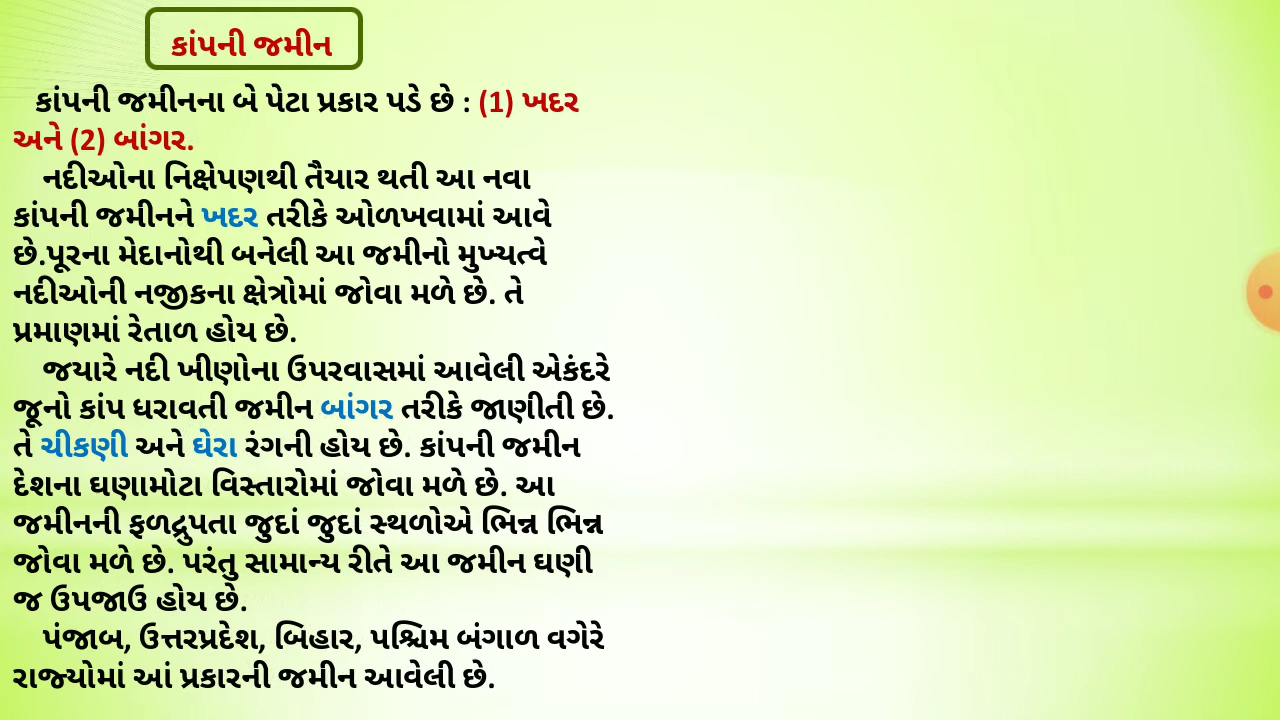 કાંપની જમીન
કાંપની જમીનના બે પેટા પ્રકાર પડે છે : (1) ખદર
અને (2) બાંગર.
નદીઓના નિક્ષેપણથી તૈયાર થતી આ નવા
કાંપની જમીનને ખદર તરીકે ઓળખવામાં આવે
છે.પૂરના મેદાનોથી બનેલી આ જમીનો મુખ્યત્વે
નદીઓની નજીકના ક્ષેત્રોમાં જોવા મળે છે. તે
પ્રમાણમાં રેતાળ હોય છે.
જયારે નદી ખીણોના ઉપરવાસમાં આવેલી એકંદરે
જૂનો કાંપ ધરાવતી જમીન બાંગર તરીકે જાણીતી છે.
તે ચીકણી અને ઘેરા રંગની હોય છે. કાંપની જમીન
દેશના ઘણામોટા વિસ્તારોમાં જોવા મળે છે. આ
જમીનની ફળદ્રુપતા જુદાં જુદાં સ્થળોએ ભિન્ન ભિન્ન
જોવા મળે છે. પરંતુ સામાન્ય રીતે આ જમીન ઘણી
જ ઉપજાઉ હોય છે.
પંજાબ, ઉત્તરપ્રદેશ, બિહાર, પશ્ચિમ બંગાળ વગેરે
રાજ્યોમાં આં પ્રકારની જમીન આવેલી છે.